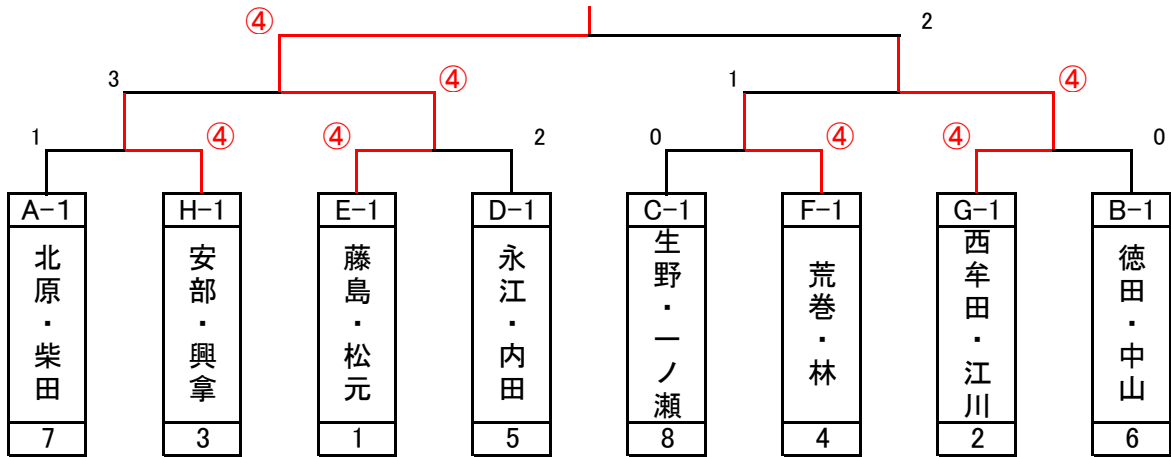 ④ 2
3 ④ 1 ④
1 ④ ④ 2 0 ④ ④ 0
A-1 H-1 E-1 D-1 C-1 F-1 G-1 B-1
北原・柴田
安部・興拿
藤島・松元
永江・内田
生野・一ノ瀬
荒巻・林
西牟田・江川
徳田・中山
7 3 1 5 8 4 2 6